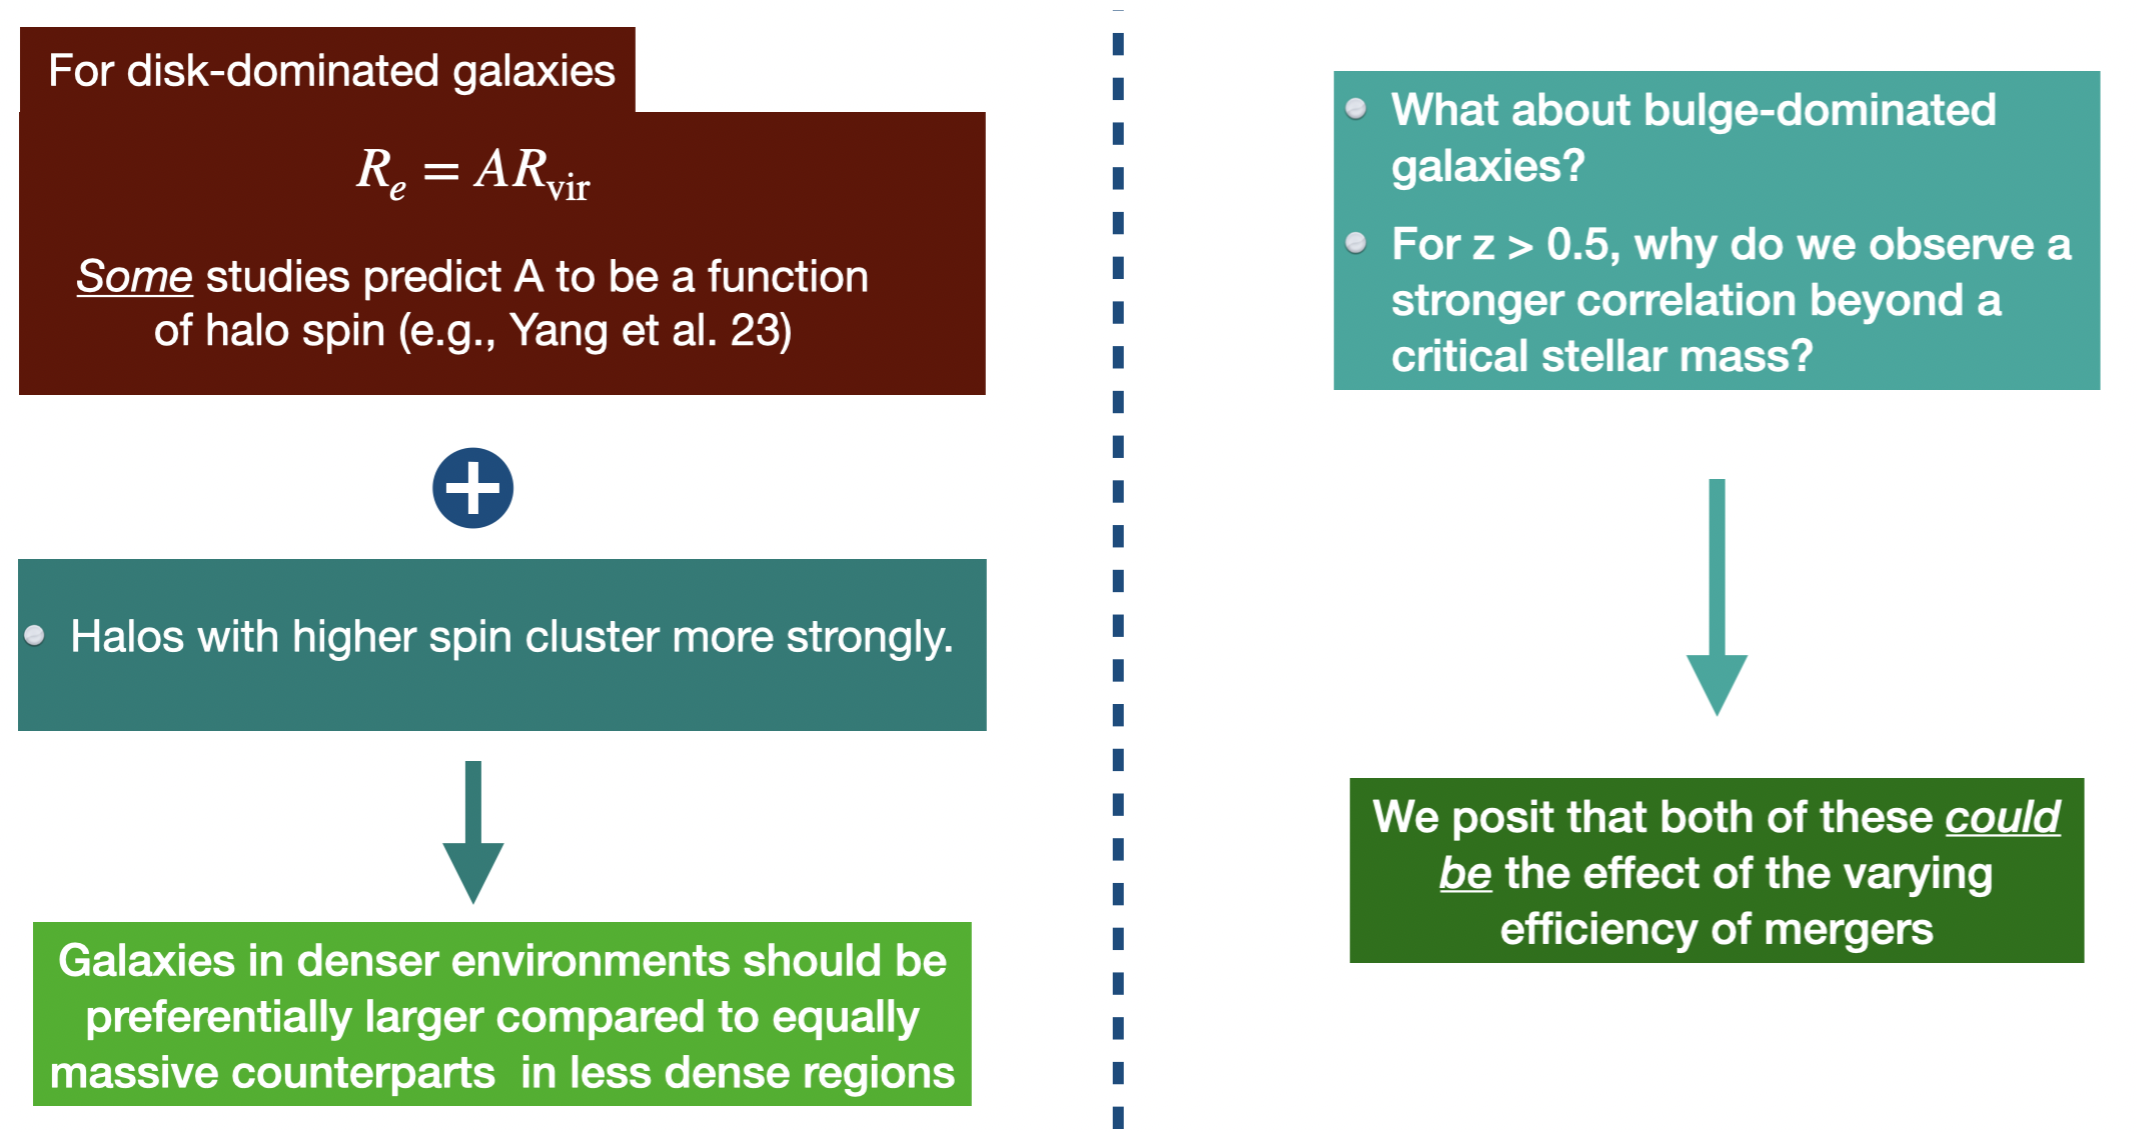 For disk-dominated galaxies
R_e = AR_vir
Some studies predict A to be a function
of halo spin (e.g., Yang et al. 23)
+
• Halos with higher spin cluster more strongly.
Galaxies in denser environments should be
preferentially larger compared to equally
massive counterparts in less dense regions
• What about bulge-dominated
galaxies?
• For z > 0.5, why do we observe a
stronger correlation beyond a
critical stellar mass?
We posit that both of these could
be the effect of the varying
efficiency of mergers